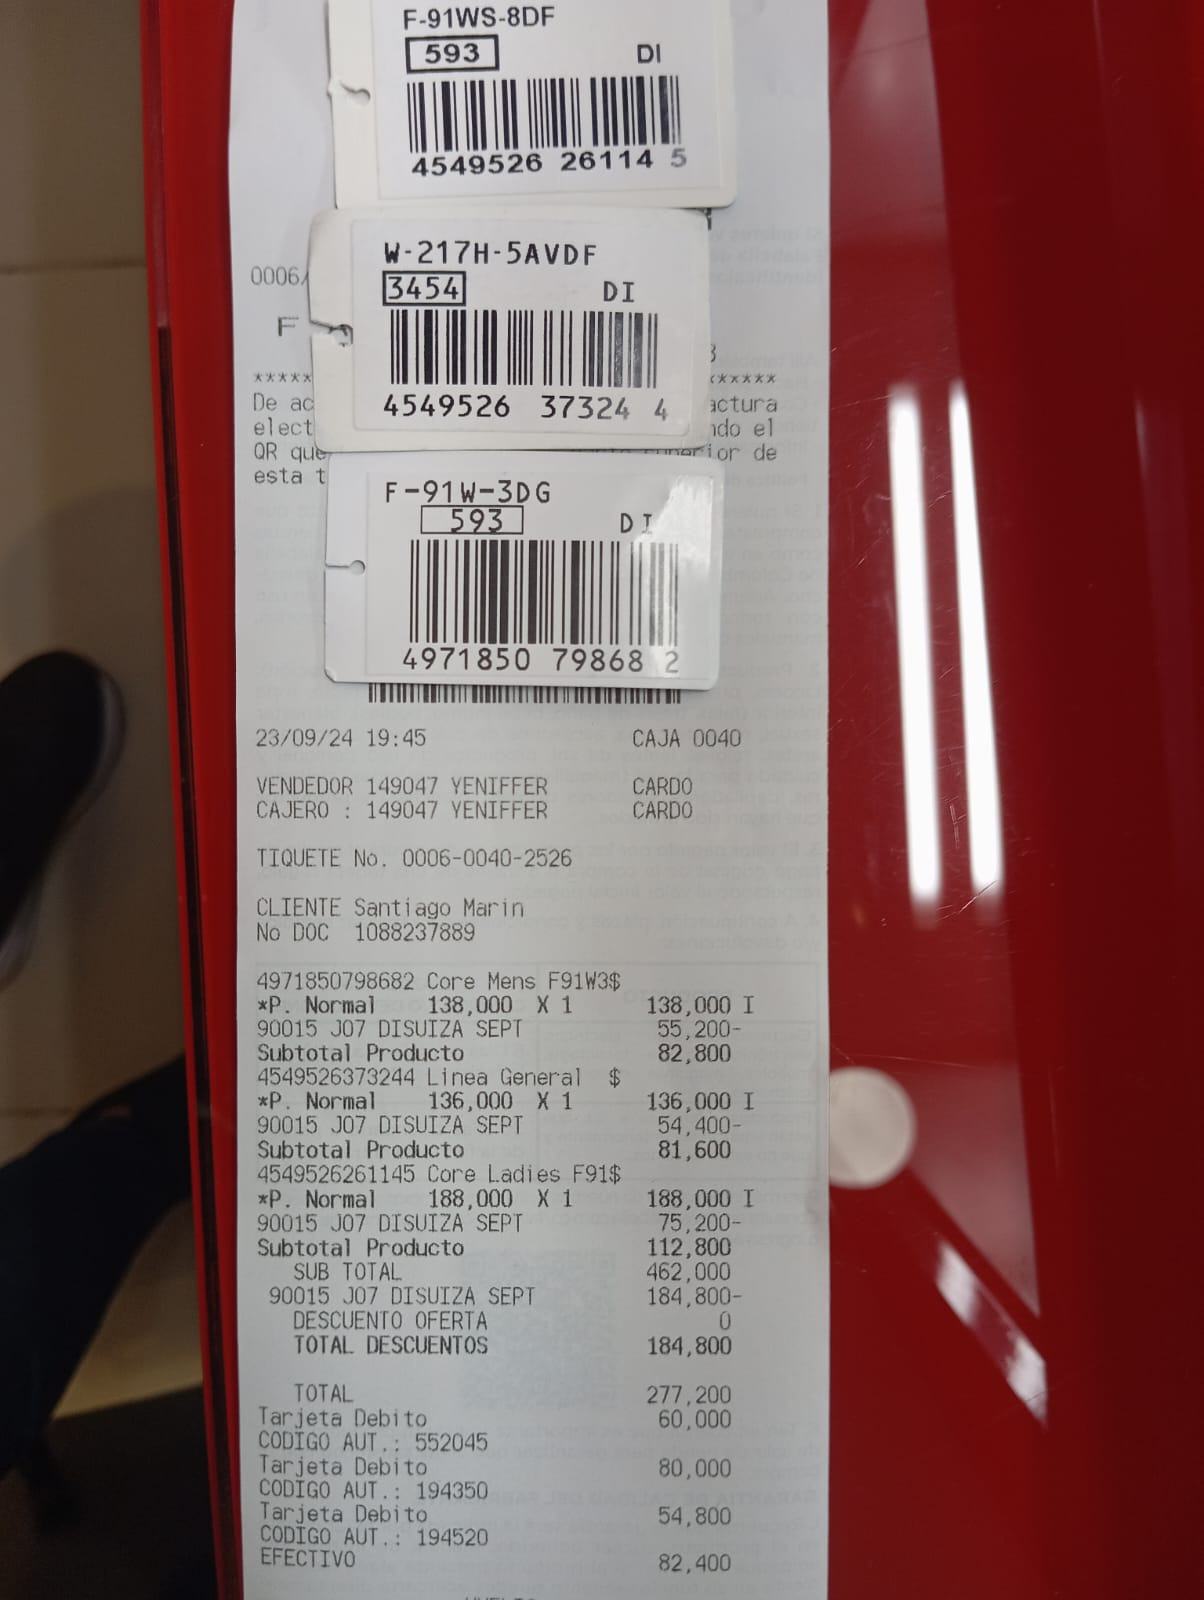 F-91WS-8DF
593 DI
4549526 26114 5
W-217H-5AVDF
3454 DI
4549526 37324 4
0006/
F
*****
******
De ac actura
elect ndo el
QR que superior de
esta t
F-91W-3DG
593 DI
4971850 79868 2
23/09/24 19:45 CAJA 0040
VENDEDOR 149047 YENIFFER CARDO
CAJERO : 149047 YENIFFER CARDO
TIQUETE No. 0006-0040-2526
CLIENTE Santiago Marin
No DOC 1088237889
4971850798682 Core Mens F91W3$
*P. Normal 138,000 X 1 138,000 I
90015 J07 DISUIZA SEPT 55,200-
Subtotal Producto 82,800
4549526373244 Linea General $
*P. Normal 136,000 X 1 136,000 I
90015 J07 DISUIZA SEPT 54,400-
Subtotal Producto 81,600
4549526261145 Core Ladies F91$
*P. Normal 188,000 X 1 188,000 I
90015 J07 DISUIZA SEPT 75,200-
Subtotal Producto 112,800
SUB TOTAL 462,000
90015 J07 DISUIZA SEPT 184,800-
DESCUENTO OFERTA 0
TOTAL DESCUENTOS 184,800
TOTAL 277,200
Tarjeta Debito 60,000
CODIGO AUT.: 552045
Tarjeta Debito 80,000
CODIGO AUT.: 194350
Tarjeta Debito 54,800
CODIGO AUT.: 194520
EFECTIVO 82,400